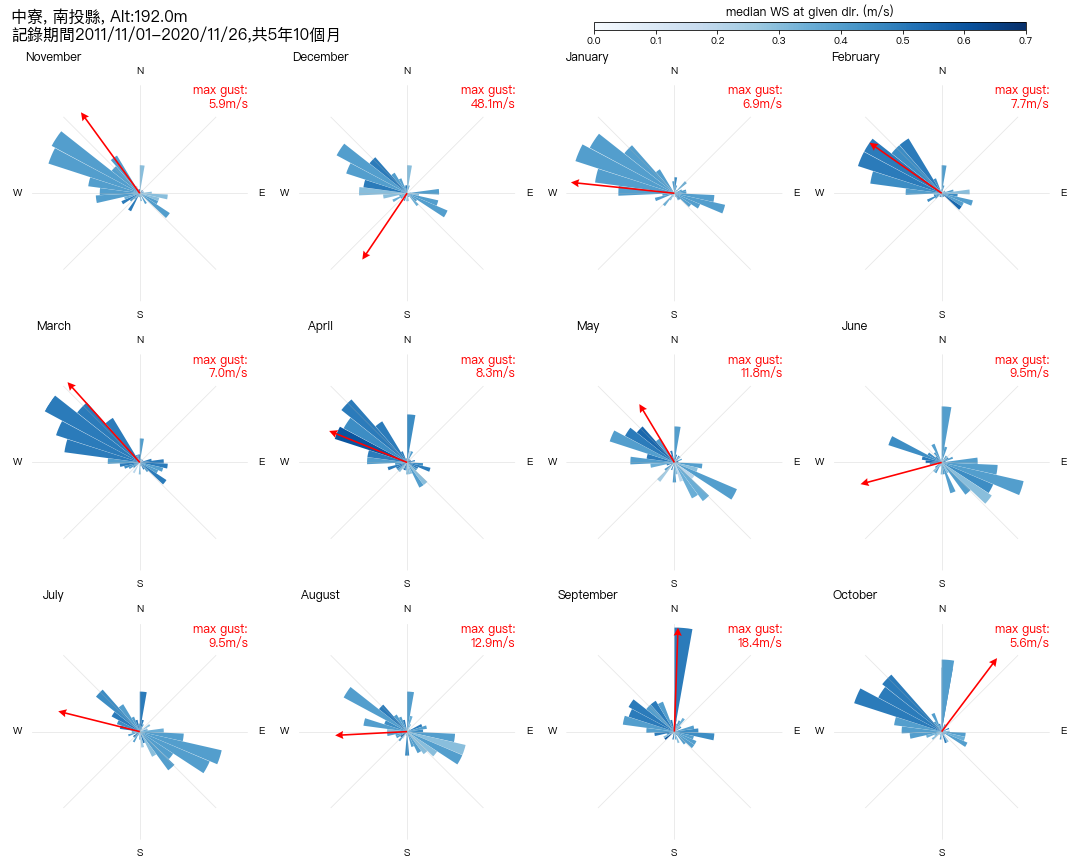 中寮, 南投縣, Alt:192.0m
記錄期間2011/11/01–2020/11/26,共5年10個月
median WS at given dir. (m/s)
0.0 0.1 0.2 0.3 0.4 0.5 0.6 0.7
November
N
W
E
S
max gust:
5.9m/s
December
N
W
E
S
max gust:
48.1m/s
January
N
W
E
S
max gust:
6.9m/s
February
N
W
E
S
max gust:
7.7m/s
March
N
W
E
S
max gust:
7.0m/s
April
N
W
E
S
max gust:
8.3m/s
May
N
W
E
S
max gust:
11.8m/s
June
N
W
E
S
max gust:
9.5m/s
July
N
W
E
S
max gust:
9.5m/s
August
N
W
E
S
max gust:
12.9m/s
September
N
W
E
S
max gust:
18.4m/s
October
N
W
E
S
max gust:
5.6m/s